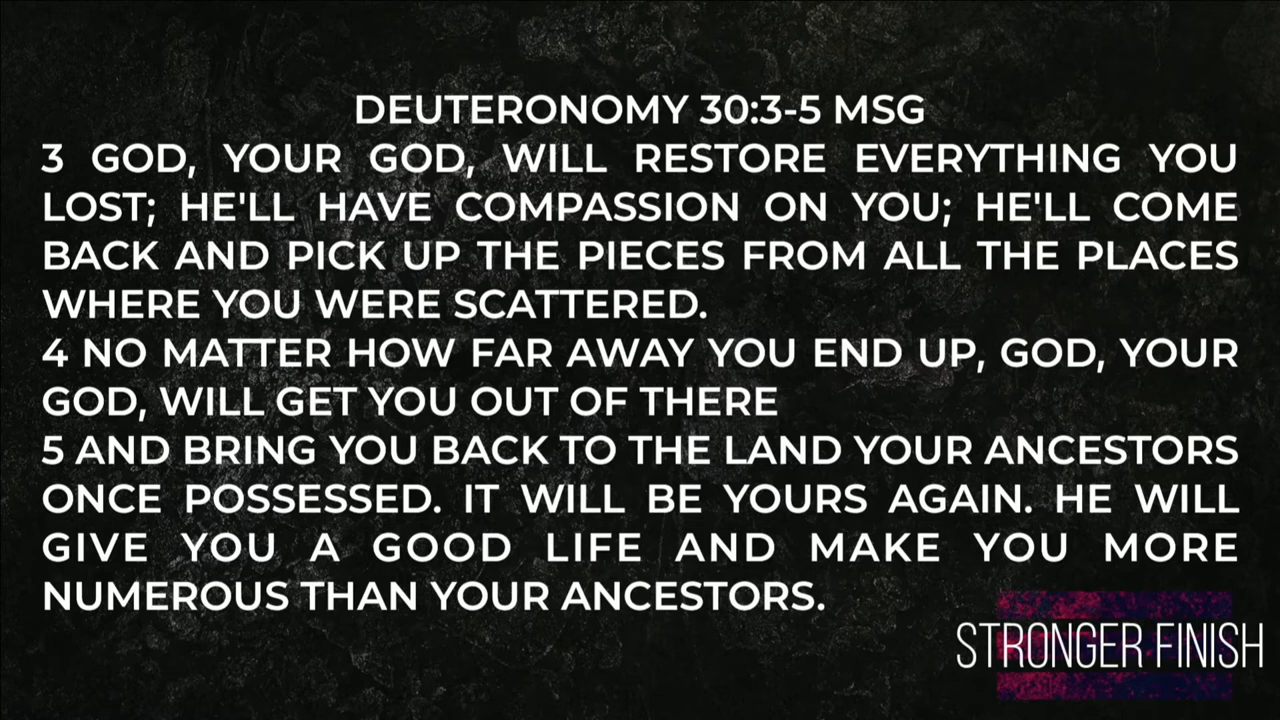 DEUTERONOMY 30:3-5 MSG
3 GOD, YOUR GOD, WILL RESTORE EVERYTHING YOU
LOST; HE'LL HAVE COMPASSION ON YOU; HE'LL COME
BACK AND PICK UP THE PIECES FROM ALL THE PLACES
WHERE YOU WERE SCATTERED.
4 NO MATTER HOW FAR AWAY YOU END UP, GOD, YOUR
GOD, WILL GET YOU OUT OF THERE
5 AND BRING YOU BACK TO THE LAND YOUR ANCESTORS
ONCE POSSESSED. IT WILL BE YOURS AGAIN. HE WILL
GIVE YOU A GOOD LIFE AND MAKE YOU MORE
NUMEROUS THAN YOUR ANCESTORS.
STRONGER FINISH